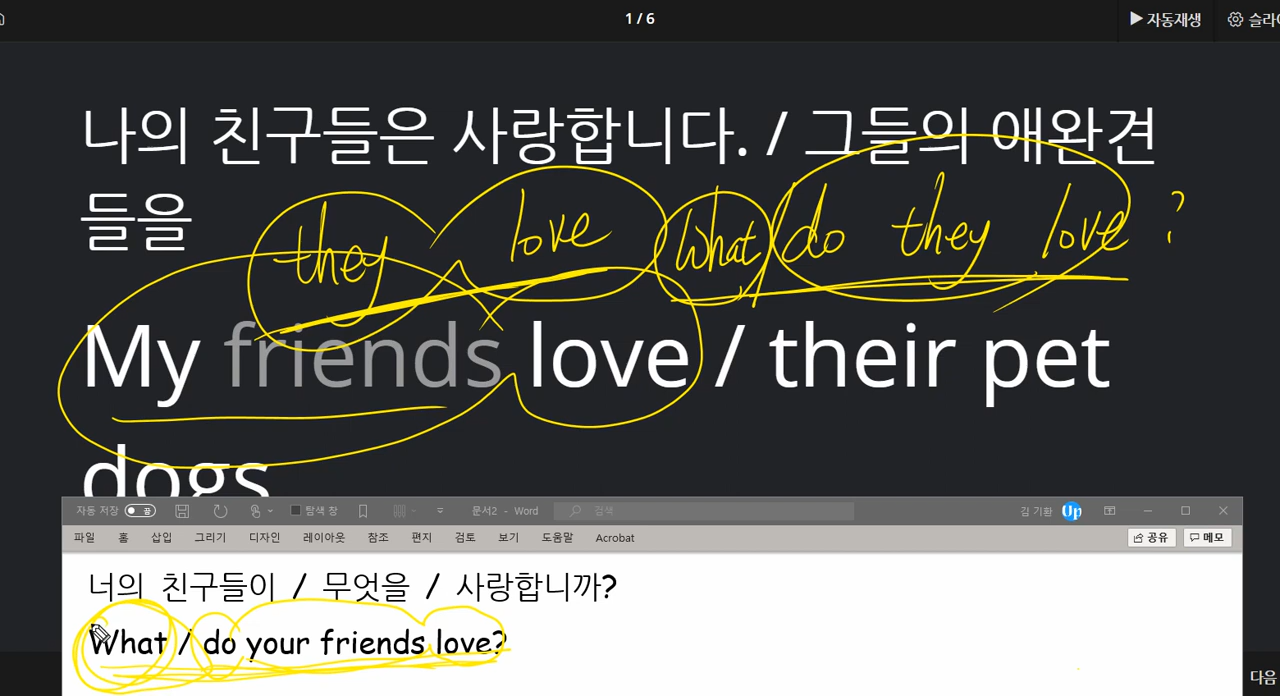 1 / 6
자동재생
슬라이
나의 친구들은 사랑합니다. / 그들의 애완견
들을
they love What do they love ?
My friends love / their pet
dogs
자동 저장 끔 탐색 창 문서2 - Word 검색 김 기환 Up
파일 홈 삽입 그리기 디자인 레이아웃 참조 편지 검토 보기 도움말 Acrobat 공유 메모
너의 친구들이 / 무엇을 / 사랑합니까?
What / do your friends love?
다음